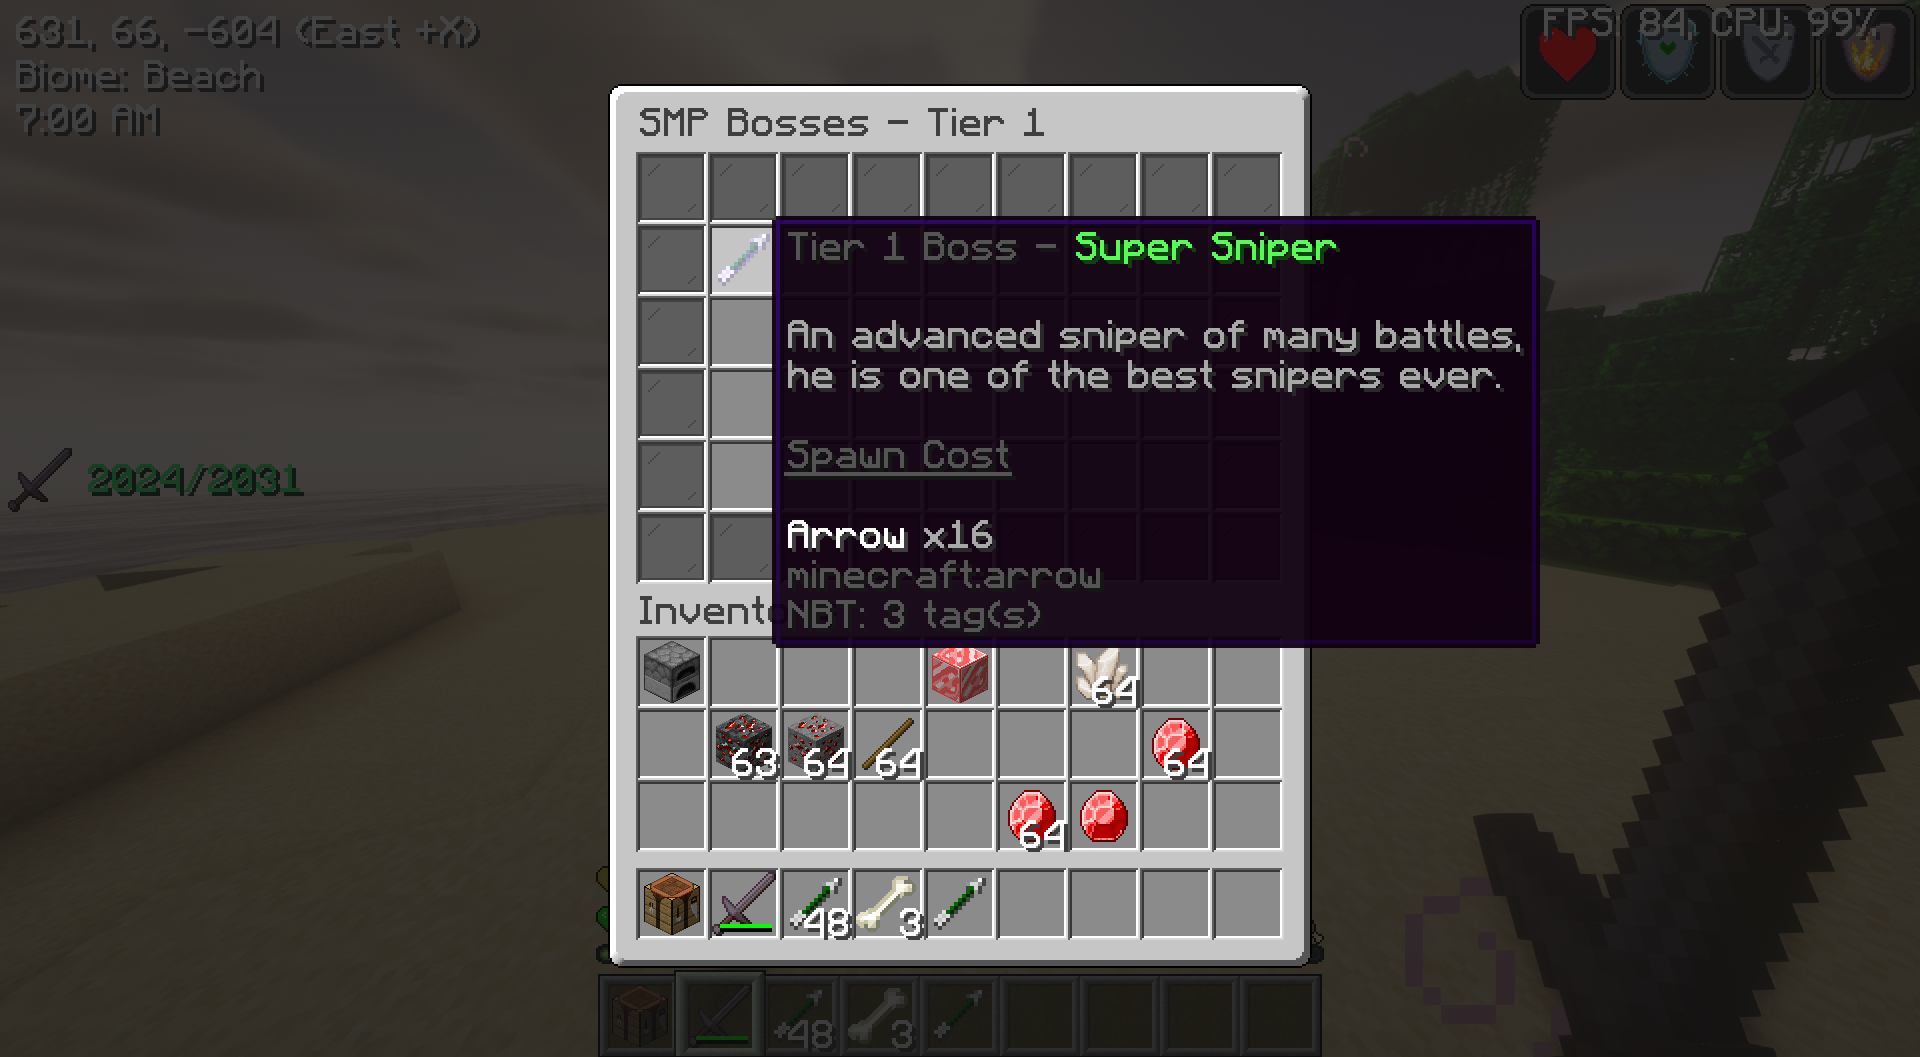 631, 66, -604 (East +X)
Biome: Beach
7:00 AM
FPS: 84, CPU: 99%
SMP Bosses - Tier 1
Tier 1 Boss - Super Sniper
An advanced sniper of many battles,
he is one of the best snipers ever.
Spawn Cost
Arrow x16
minecraft:arrow
NBT: 3 tag(s)
2024/2031
Invento
64
63
64
64
64
64
48
3
48
3